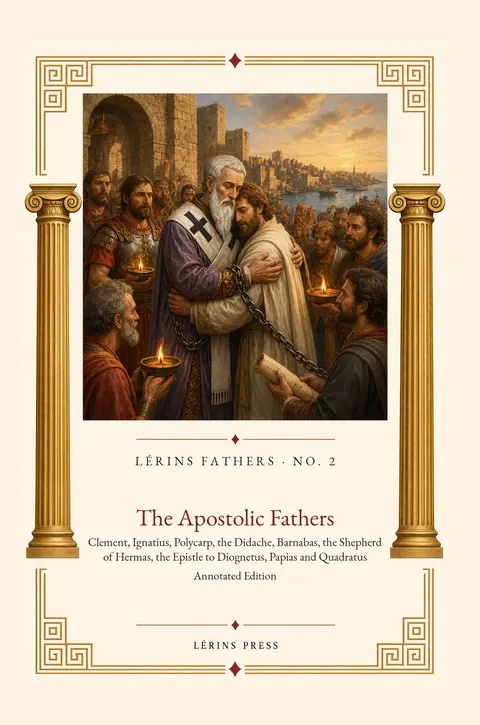 LÉRINS FATHERS · NO. 2
The Apostolic Fathers
Clement, Ignatius, Polycarp, the Didache, Barnabas, the Shepherd
of Hermas, the Epistle to Diognetus, Papias and Quadratus
Annotated Edition
LÉRINS PRESS